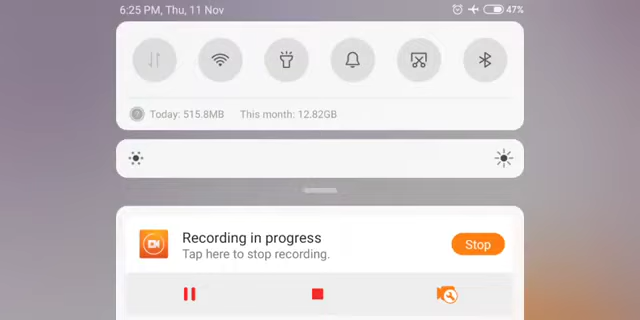 6:25 PM, Thu, 11 Nov
47%
Today: 515.8MB This month: 12.82GB
Recording in progress
Tap here to stop recording.
Stop